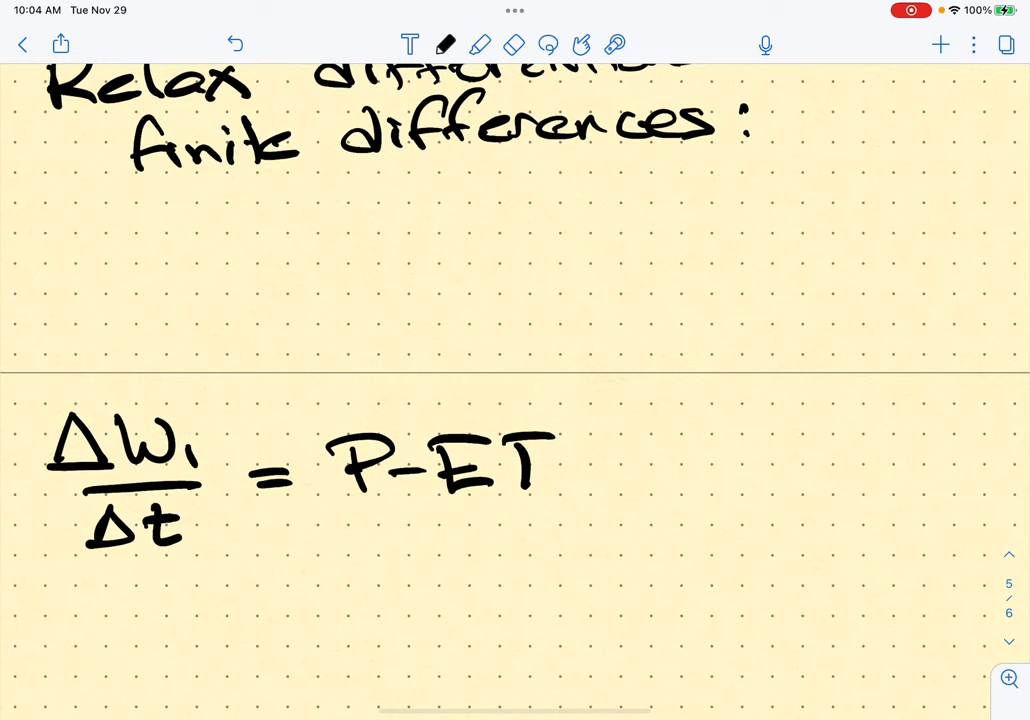 10:04 AM Tue Nov 29
100%
Relax
finite differences:
ΔW₁
—— = P-ET
Δt
5
/
6